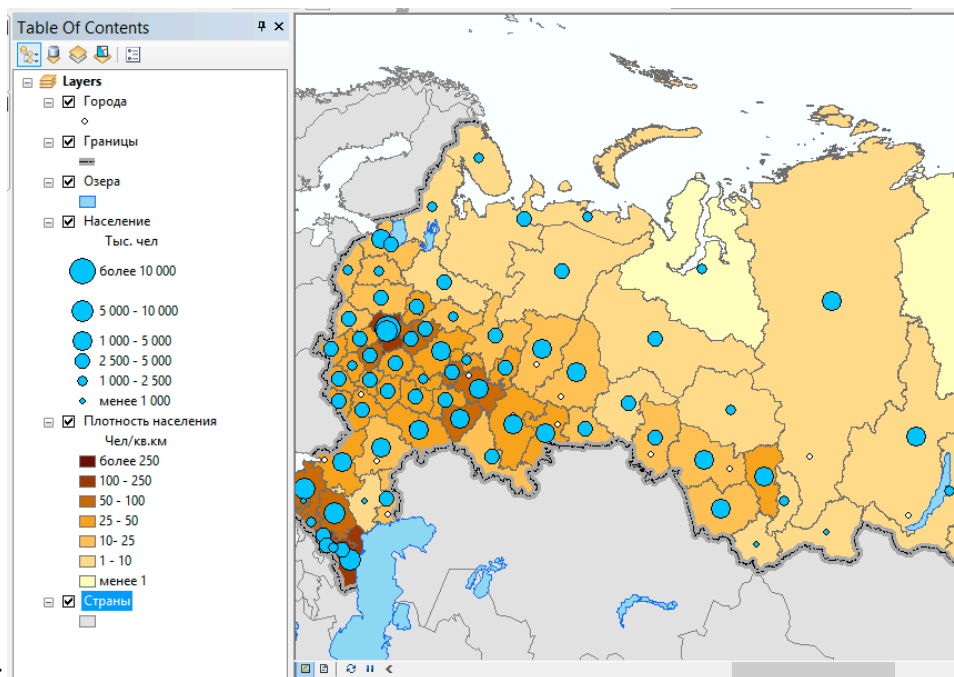 Table Of Contents
Layers
Города
Границы
Озера
Население
Тыс. чел
более 10 000
5 000 - 10 000
1 000 - 5 000
2 500 - 5 000
1 000 - 2 500
менее 1 000
Плотность населения
Чел/кв.км
более 250
100 - 250
50 - 100
25 - 50
10- 25
1 - 10
менее 1
Страны